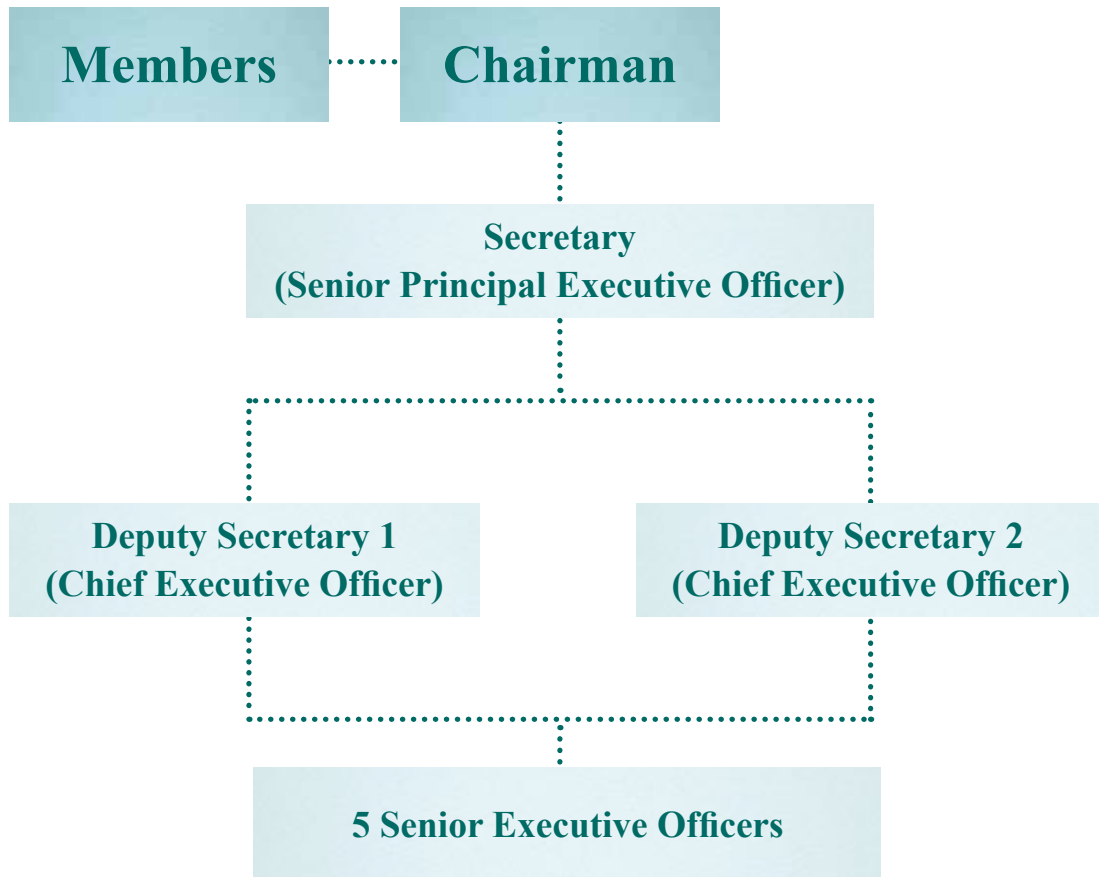 Members
Chairman
Secretary
(Senior Principal Executive Officer)
Deputy Secretary 1
(Chief Executive Officer)
Deputy Secretary 2
(Chief Executive Officer)
5 Senior Executive Officers